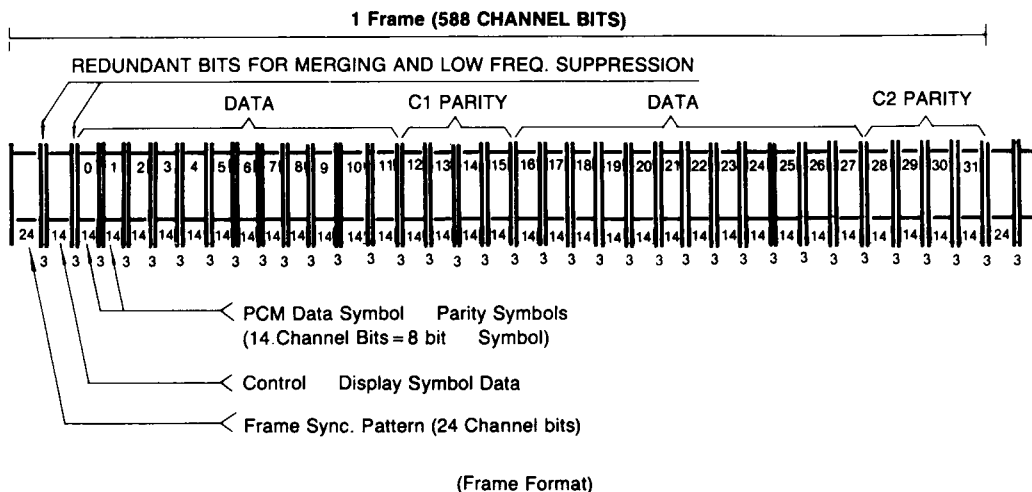 1 Frame (588 CHANNEL BITS)
REDUNDANT BITS FOR MERGING AND LOW FREQ. SUPPRESSION
DATA C1 PARITY DATA C2 PARITY
0 1 2 3 4 5 6 7 8 9 10 11 12 13 14 15 16 17 18 19 20 21 22 23 24 25 26 27 28 29 30 31
24 14 14 14 14 14 14 14 14 14 14 14 14 14 14 14 14 14 14 14 14 14 14 14 14 14 14 14 14 14 14 14 14 14 24
3 3 3 3 3 3 3 3 3 3 3 3 3 3 3 3 3 3 3 3 3 3 3 3 3 3 3 3 3 3 3 3 3 3 3
PCM Data Symbol Parity Symbols
(14.Channel Bits = 8 bit Symbol)
Control Display Symbol Data
Frame Sync. Pattern (24 Channel bits)
(Frame Format)